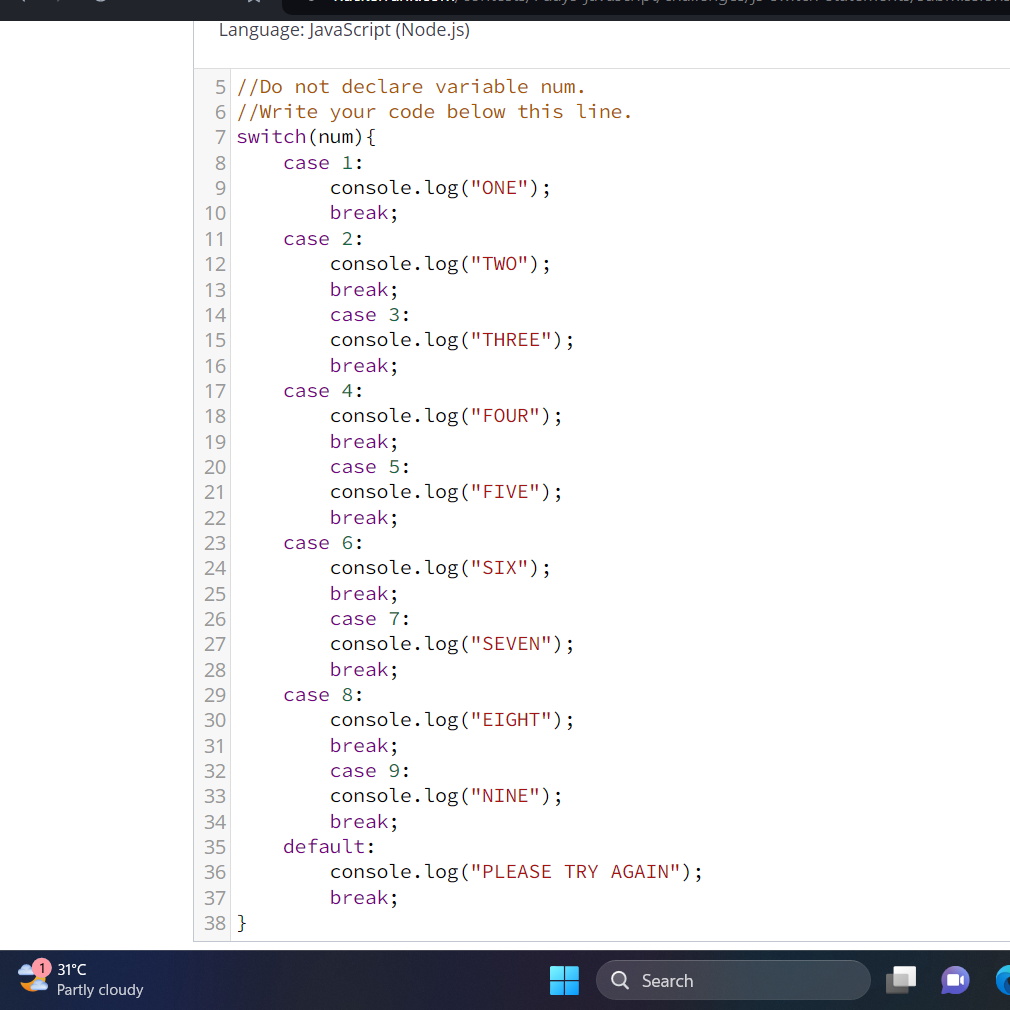 Language: JavaScript (Node.js)
5 //Do not declare variable num.
6 //Write your code below this line.
7 switch(num){
8     case 1:
9         console.log("ONE");
10         break;
11     case 2:
12         console.log("TWO");
13         break;
14         case 3:
15         console.log("THREE");
16         break;
17     case 4:
18         console.log("FOUR");
19         break;
20         case 5:
21         console.log("FIVE");
22         break;
23     case 6:
24         console.log("SIX");
25         break;
26         case 7:
27         console.log("SEVEN");
28         break;
29     case 8:
30         console.log("EIGHT");
31         break;
32         case 9:
33         console.log("NINE");
34         break;
35     default:
36         console.log("PLEASE TRY AGAIN");
37         break;
38 }
1
31°C
Partly cloudy
Search